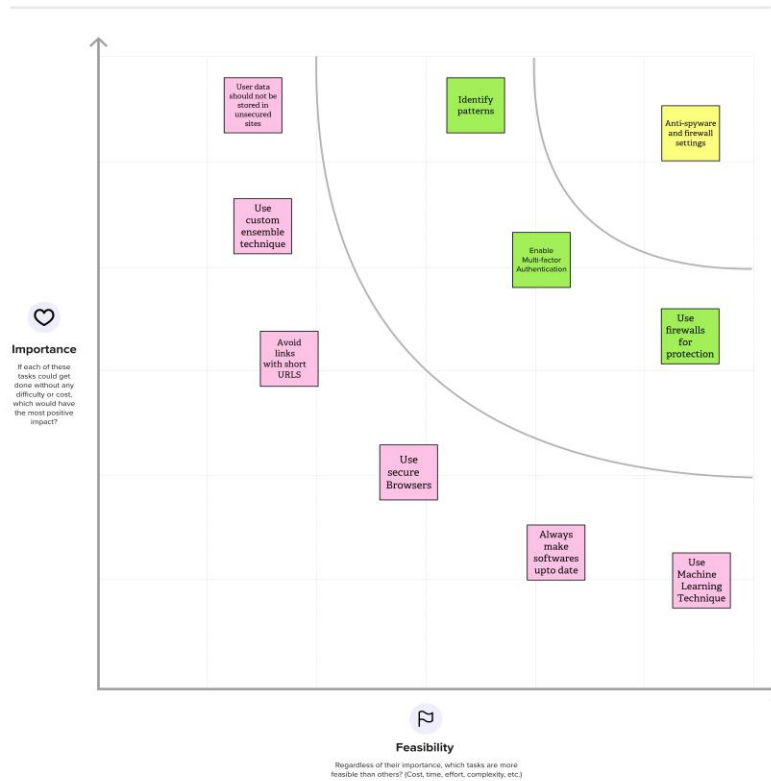 User data
should not be
stored in
unsecured
sites
Identify
patterns
Anti-spyware
and firewall
settings
Use
custom
ensemble
technique
Enable
Multi-factor
Authentication
Use
firewalls
for
protection
Avoid
links
with short
URLS
Importance
If each of these
tasks could get
done without any
difficulty or cost,
which would have
the most positive
impact?
Use
secure
Browsers
Always
make
softwares
upto date
Use
Machine
Learning
Technique
Feasibility
Regardless of their importance, which tasks are more
feasible than others? (Cost, time, effort, complexity, etc.)